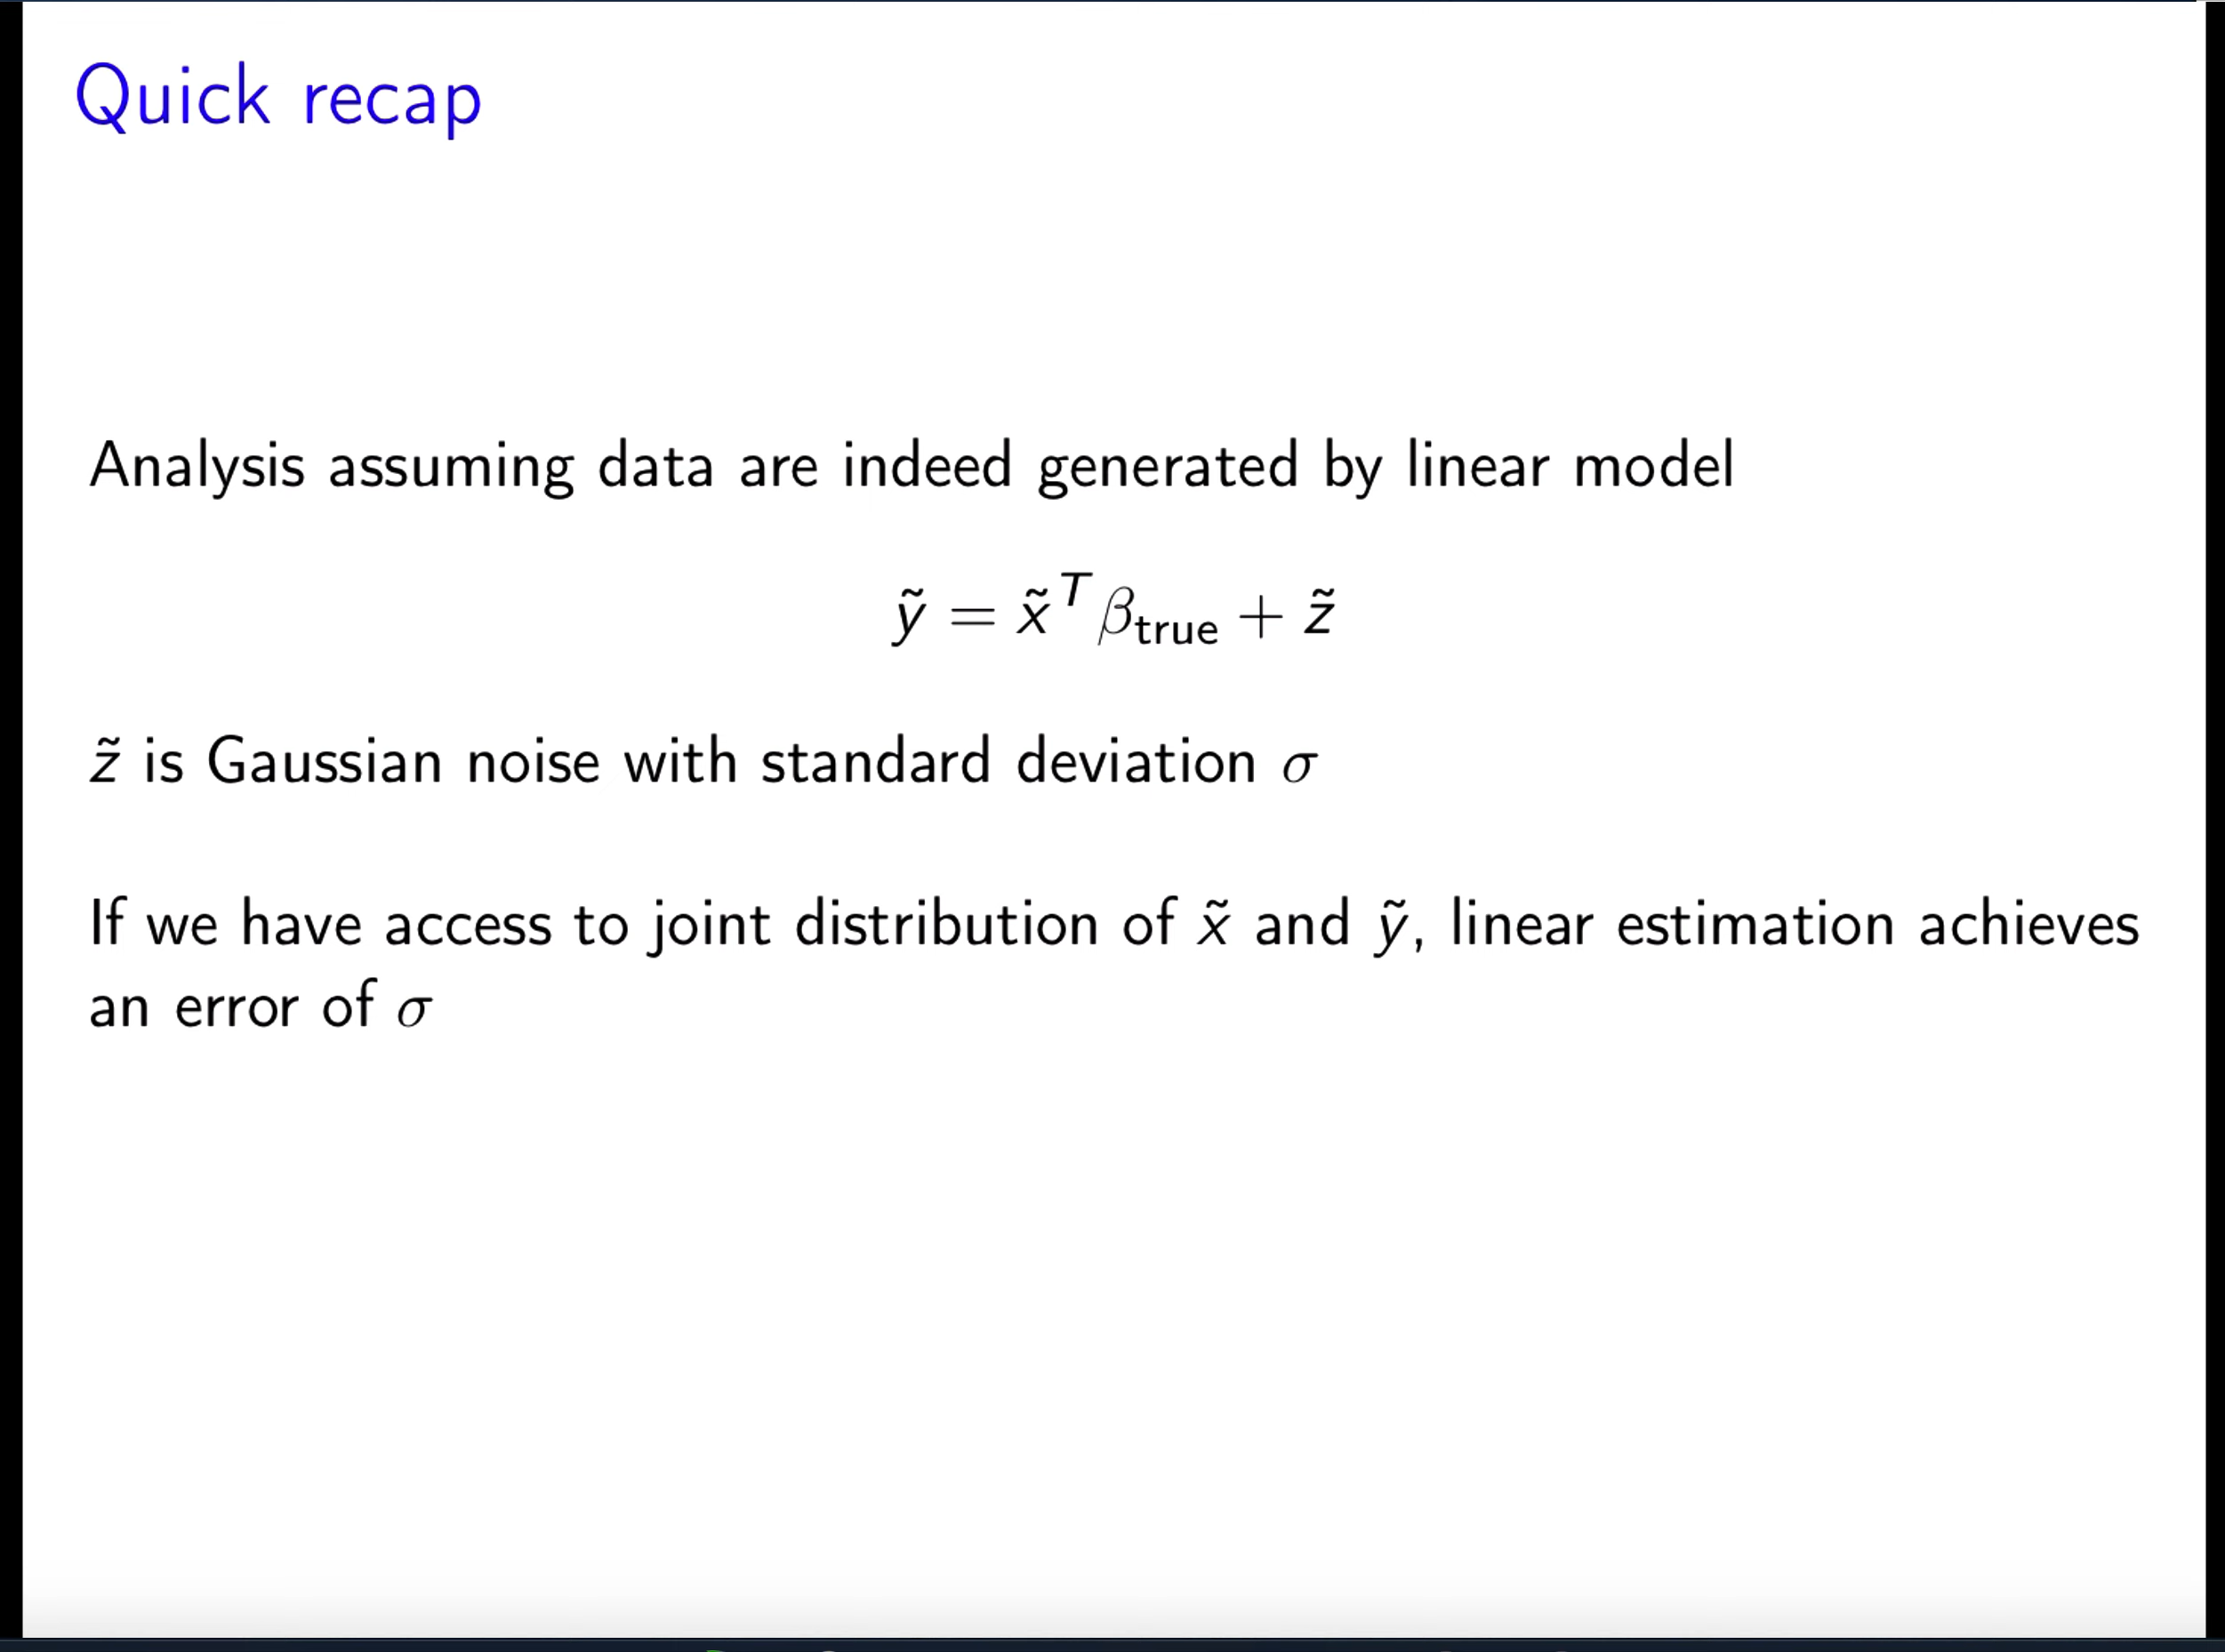 Quick recap
Analysis assuming data are indeed generated by linear model
ỹ = x̃ᵀ β_true + z̃
z̃ is Gaussian noise with standard deviation σ
If we have access to joint distribution of x̃ and ỹ, linear estimation achieves
an error of σ